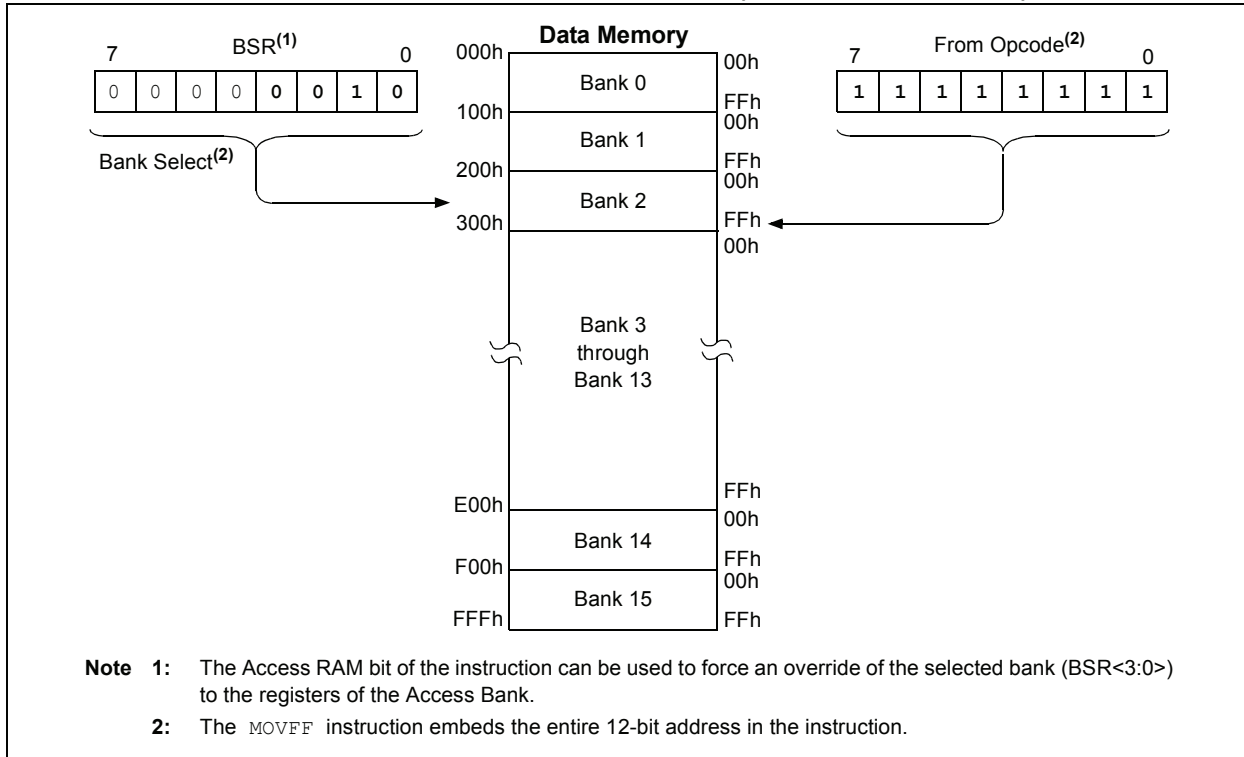 Data Memory
7 BSR(1) 0
0 0 0 0 0 0 1 0
Bank Select(2)
7 From Opcode(2) 0
1 1 1 1 1 1 1 1
000h Bank 0 00h
FFh
100h Bank 1 00h
FFh
200h Bank 2 00h
FFh
300h 00h
Bank 3
through
Bank 13
FFh
E00h Bank 14 00h
FFh
F00h Bank 15 00h
FFFh FFh
Note 1: The Access RAM bit of the instruction can be used to force an override of the selected bank (BSR<3:0>)
to the registers of the Access Bank.
2: The MOVFF instruction embeds the entire 12-bit address in the instruction.